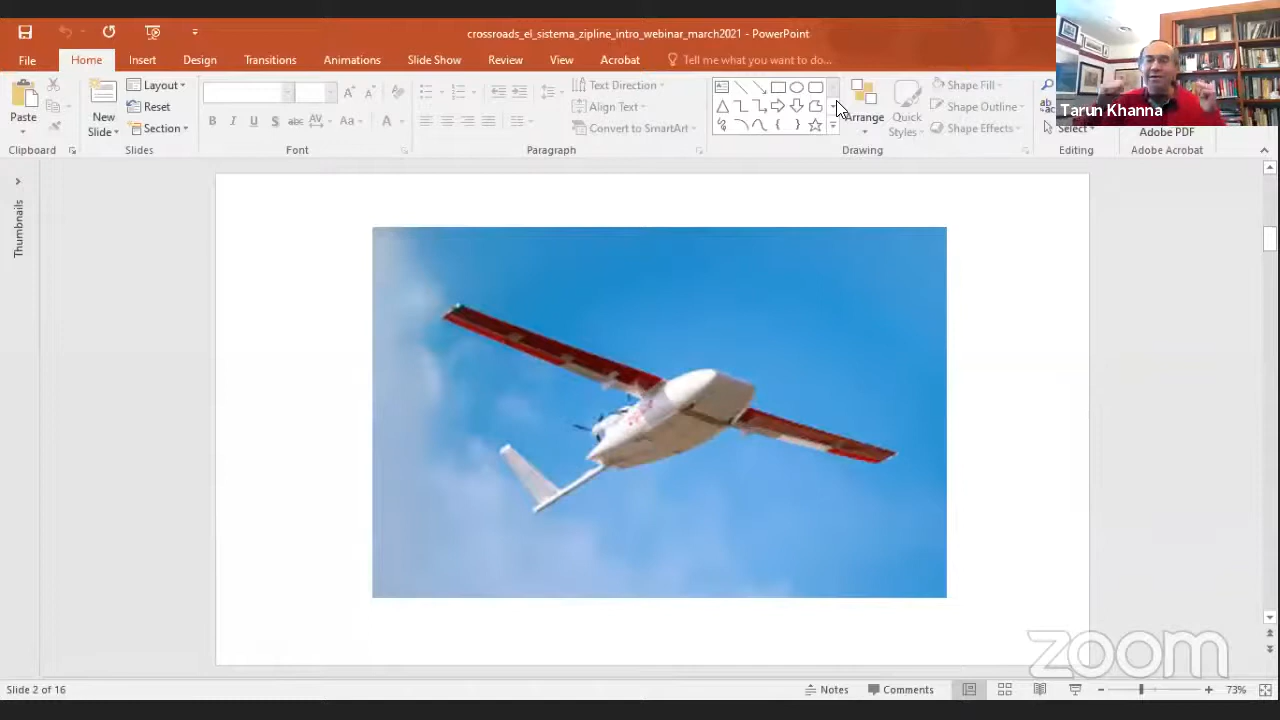 crossroads_el_sistema_zipline_intro_webinar_march2021 - PowerPoint
File
Home
Insert
Design
Transitions
Animations
Slide Show
Review
View
Acrobat
Tell me what you want to do...
Paste
New
Slide
Layout
Reset
Section
B I U S abc AV Aa A
Text Direction
Align Text
Convert to SmartArt
Arrange
Quick
Styles
Shape Fill
Shape Outline
Shape Effects
Select
Tarun Khanna
Adobe PDF
Clipboard
Slides
Font
Paragraph
Drawing
Editing
Adobe Acrobat
Thumbnails
zoom
Slide 2 of 16
Notes
Comments
73%